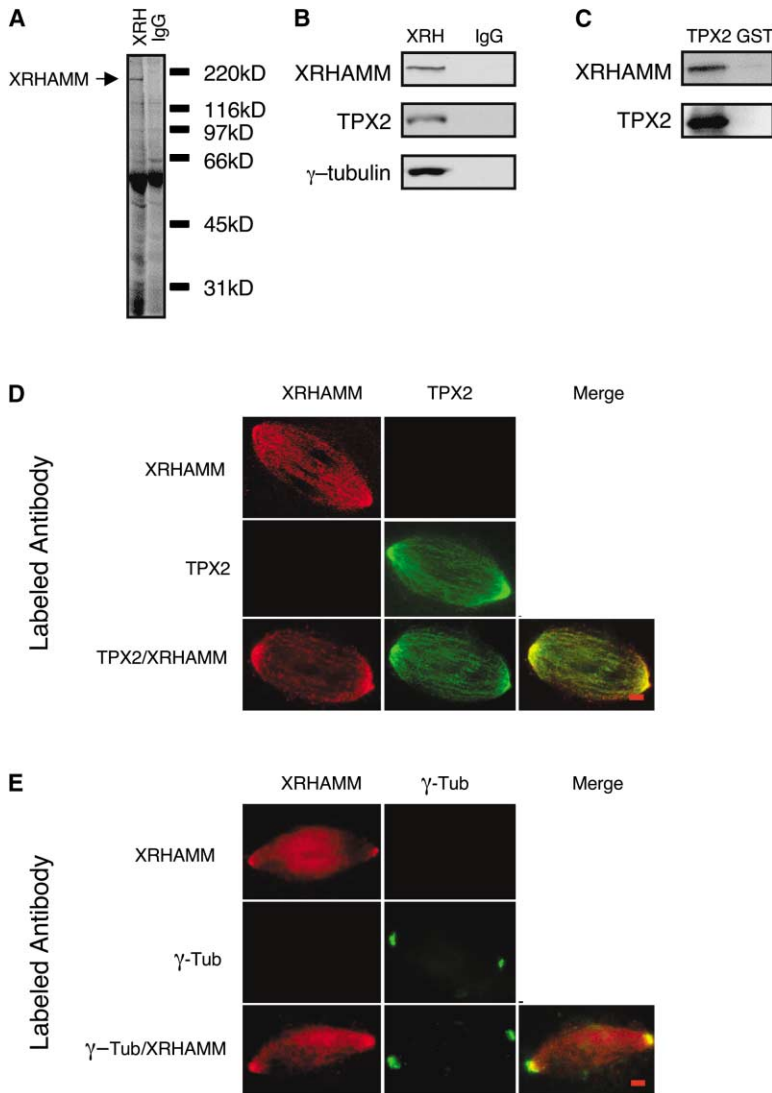 A
XRH
IgG
XRHAMM
220kD
116kD
97kD
66kD
45kD
31kD
B
XRH IgG
XRHAMM
TPX2
γ–tubulin
C
TPX2 GST
XRHAMM
TPX2
D
XRHAMM TPX2 Merge
Labeled Antibody
XRHAMM
TPX2
TPX2/XRHAMM
E
XRHAMM γ-Tub Merge
Labeled Antibody
XRHAMM
γ-Tub
γ–Tub/XRHAMM